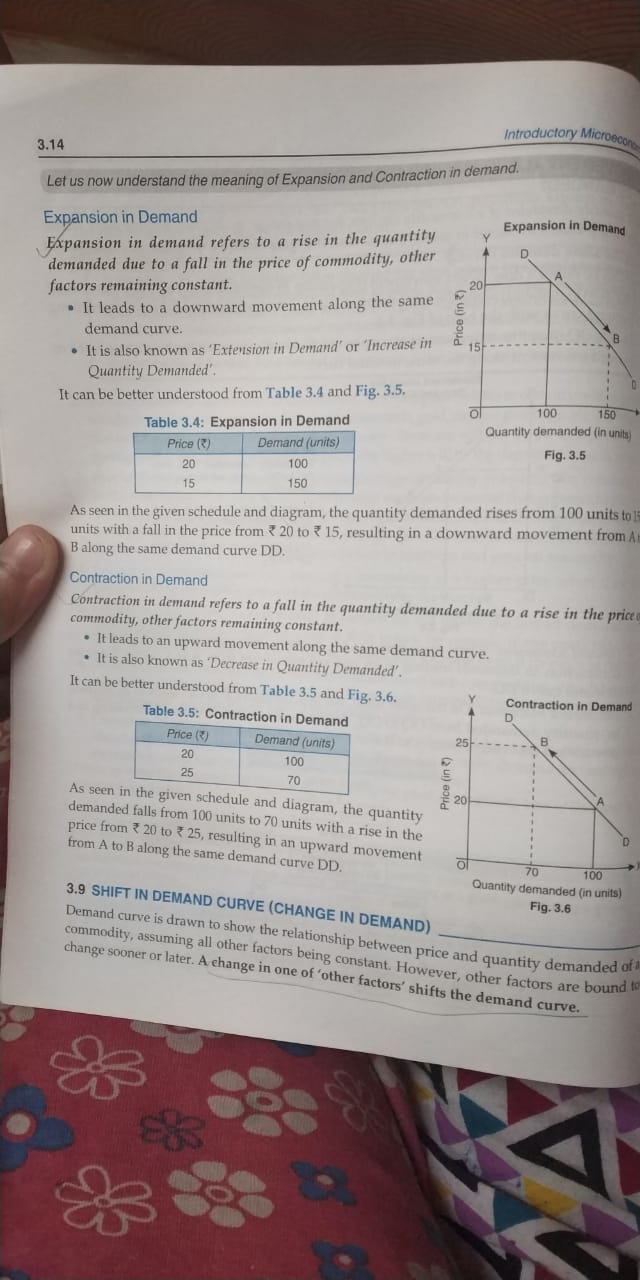 3.14
Introductory
Let us now understand the meaning of Expansion and Contraction in demand.
Expansion in Demand
Expansion in demand refers to a rise in the quantity
demanded due to a fall in the price of commodity, other
factors remaining constant.
• It leads to a downward movement along the same
demand curve.
• It is also known as 'Extension in Demand' or 'Increase in
Quantity Demanded'.
It can be better understood from Table 3.4 and Fig. 3.5.
Table 3.4: Expansion in Demand
Price (₹) Demand (units)
20 100
15 150
Expansion in Demand
Y
D
A
20
Price (in ₹)
B
15
D
O
100 150
Quantity demanded (in units)
Fig. 3.5
As seen in the given schedule and diagram, the quantity demanded rises from 100 units to
units with a fall in the price from ₹ 20 to ₹ 15, resulting in a downward movement from A
B along the same demand curve DD.
Contraction in Demand
Contraction in demand refers to a fall in the quantity demanded due to a rise in the price
commodity, other factors remaining constant.
• It leads to an upward movement along the same demand curve.
• It is also known as 'Decrease in Quantity Demanded'.
It can be better understood from Table 3.5 and Fig. 3.6.
Table 3.5: Contraction in Demand
Price (₹) Demand (units)
20 100
25 70
As seen in the given schedule and diagram, the quantity
demanded falls from 100 units to 70 units with a rise in the
price from ₹ 20 to ₹ 25, resulting in an upward movement
from A to B along the same demand curve DD.
Contraction in Demand
Y
D
25
B
Price (in ₹)
20
A
D
O
70 100
Quantity demanded (in units)
Fig. 3.6
3.9 SHIFT IN DEMAND CURVE (CHANGE IN DEMAND)
Demand curve is drawn to show the relationship between price and quantity demanded of
commodity, assuming all other factors being constant. However, other factors are bound to
change sooner or later. A change in one of 'other factors' shifts the demand curve.